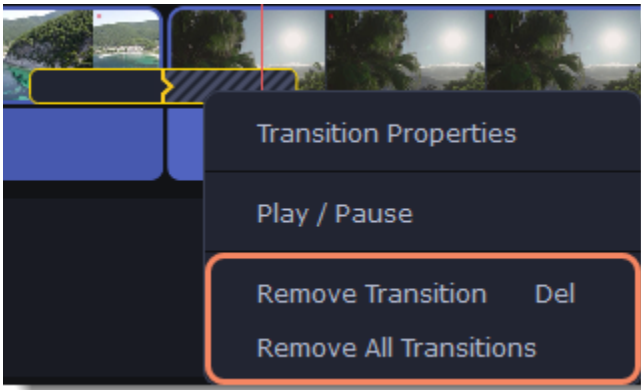 Transition Properties
Play / Pause
Remove Transition Del
Remove All Transitions